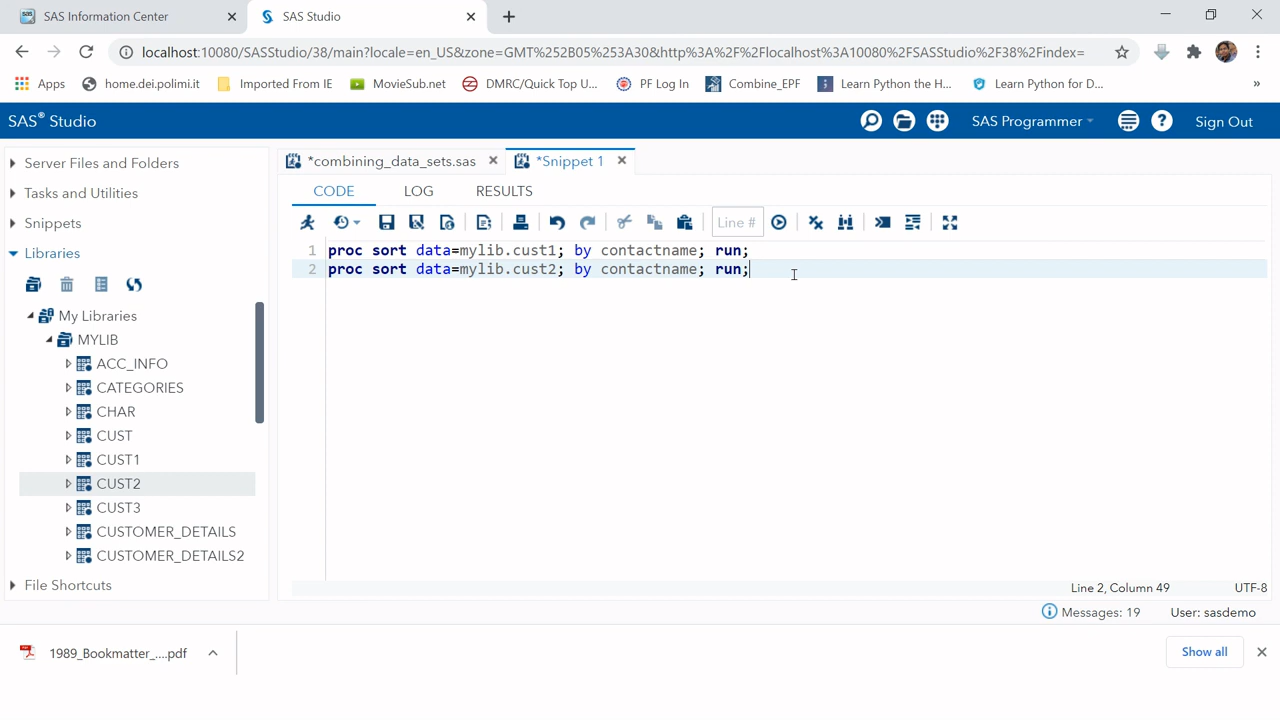 SAS Information Center
SAS Studio
localhost:10080/SASStudio/38/main?locale=en_US&zone=GMT%252B05%253A30&http%3A%2F%2Flocalhost%3A10080%2FSASStudio%2F38%2Findex=
Apps
home.dei.polimi.it
Imported From IE
MovieSub.net
DMRC/Quick Top U...
PF Log In
Combine_EPF
Learn Python the H...
Learn Python for D...
»
SAS® Studio
SAS Programmer
Sign Out
Server Files and Folders
Tasks and Utilities
Snippets
Libraries
My Libraries
MYLIB
ACC_INFO
CATEGORIES
CHAR
CUST
CUST1
CUST2
CUST3
CUSTOMER_DETAILS
CUSTOMER_DETAILS2
File Shortcuts
*combining_data_sets.sas
*Snippet 1
CODE
LOG
RESULTS
Line #
1 proc sort data=mylib.cust1; by contactname; run;
2 proc sort data=mylib.cust2; by contactname; run;
Line 2, Column 49
UTF-8
Messages: 19
User: sasdemo
1989_Bookmatter_....pdf
Show all